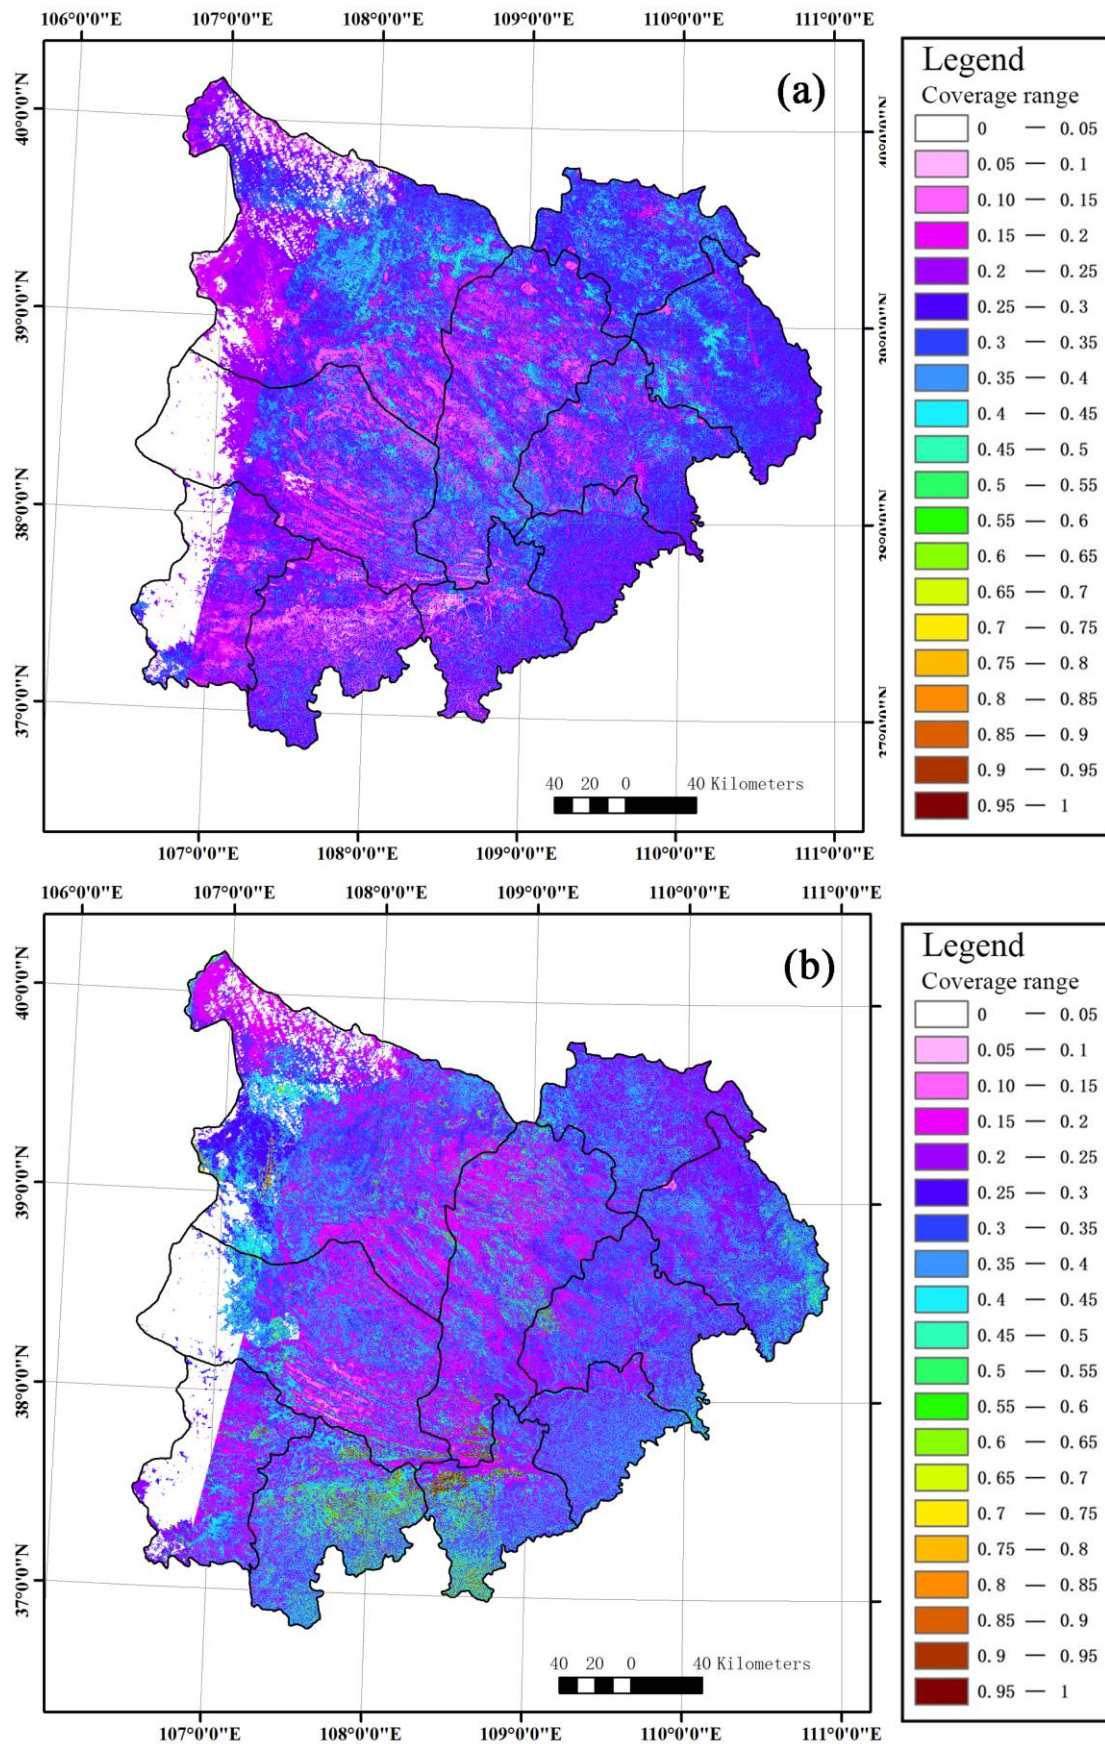 106°0'0"E 107°0'0"E 108°0'0"E 109°0'0"E 110°0'0"E 111°0'0"E
(a)
40°0'0"N
39°0'0"N
38°0'0"N
37°0'0"N
40 20 0 40 Kilometers
107°0'0"E 108°0'0"E 109°0'0"E 110°0'0"E 111°0'0"E
Legend
Coverage range
0 — 0.05
0.05 — 0.1
0.10 — 0.15
0.15 — 0.2
0.2 — 0.25
0.25 — 0.3
0.3 — 0.35
0.35 — 0.4
0.4 — 0.45
0.45 — 0.5
0.5 — 0.55
0.55 — 0.6
0.6 — 0.65
0.65 — 0.7
0.7 — 0.75
0.75 — 0.8
0.8 — 0.85
0.85 — 0.9
0.9 — 0.95
0.95 — 1
106°0'0"E 107°0'0"E 108°0'0"E 109°0'0"E 110°0'0"E 111°0'0"E
(b)
40°0'0"N
39°0'0"N
38°0'0"N
37°0'0"N
40 20 0 40 Kilometers
107°0'0"E 108°0'0"E 109°0'0"E 110°0'0"E 111°0'0"E
Legend
Coverage range
0 — 0.05
0.05 — 0.1
0.10 — 0.15
0.15 — 0.2
0.2 — 0.25
0.25 — 0.3
0.3 — 0.35
0.35 — 0.4
0.4 — 0.45
0.45 — 0.5
0.5 — 0.55
0.55 — 0.6
0.6 — 0.65
0.65 — 0.7
0.7 — 0.75
0.75 — 0.8
0.8 — 0.85
0.85 — 0.9
0.9 — 0.95
0.95 — 1